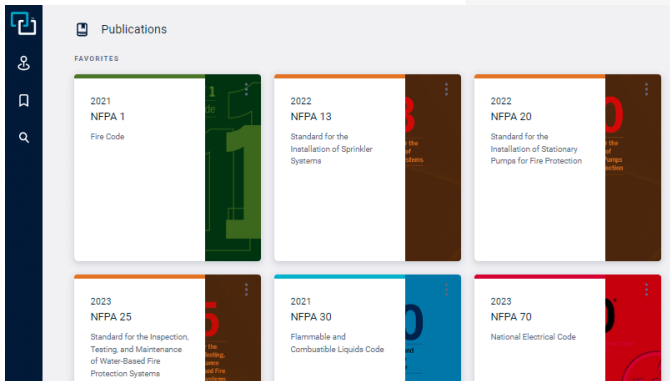 Publications
FAVORITES
2021
NFPA 1
Fire Code
2022
NFPA 13
Standard for the
Installation of Sprinkler
Systems
2022
NFPA 20
Standard for the
Installation of Stationary
Pumps for Fire Protection
2023
NFPA 25
Standard for the Inspection,
Testing, and Maintenance
of Water-Based Fire
Protection Systems
2021
NFPA 30
Flammable and
Combustible Liquids Code
2023
NFPA 70
National Electrical Code